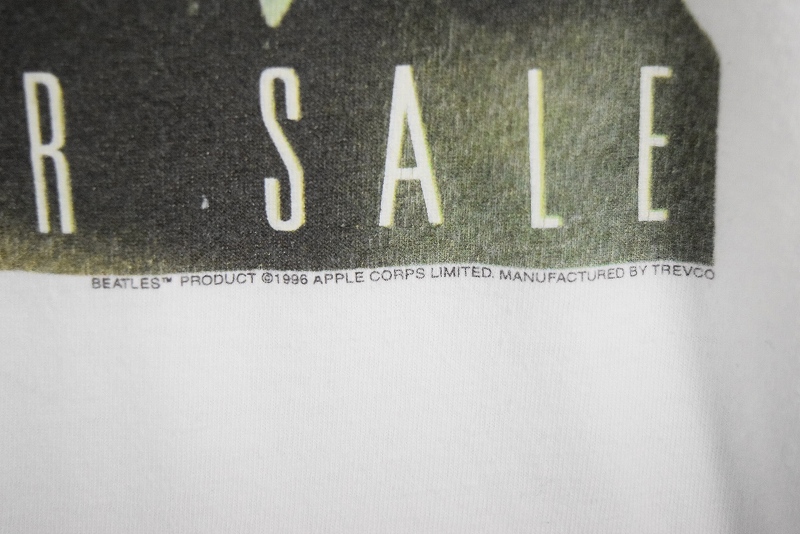 R SALE
BEATLES™ PRODUCT ©1996 APPLE CORPS LIMITED. MANUFACTURED BY TREVCO